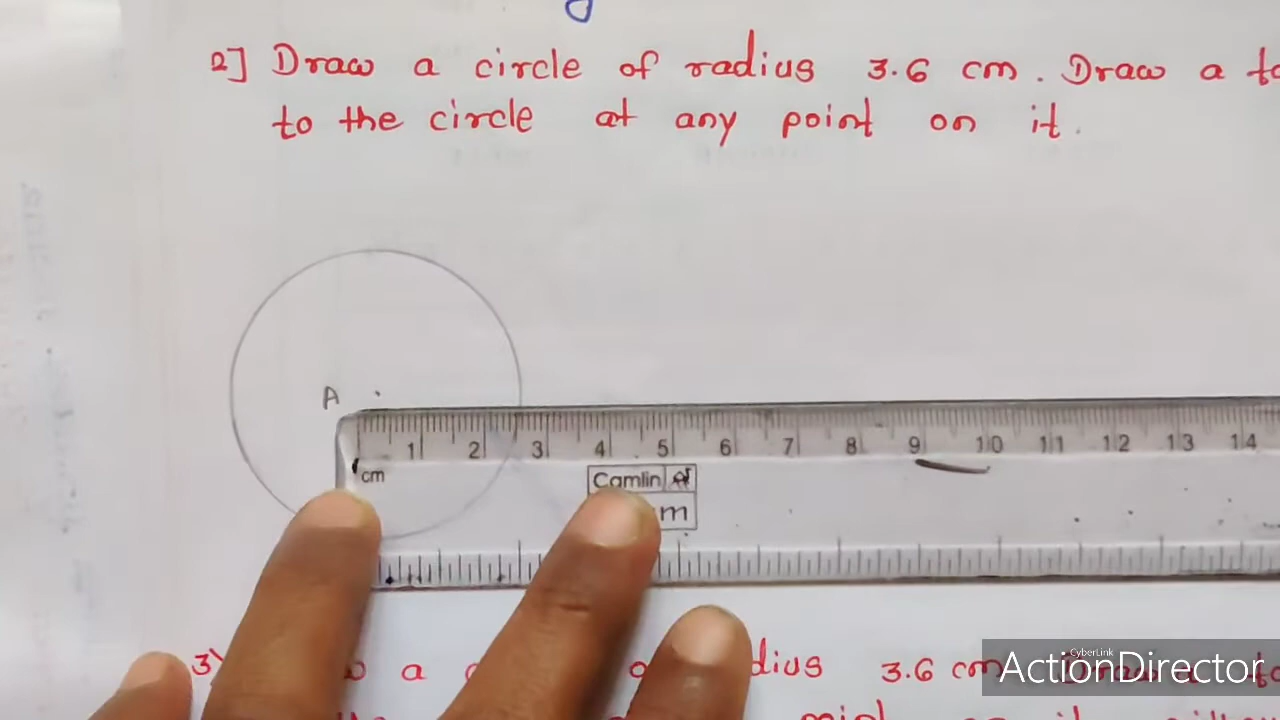 2] Draw a circle of radius 3.6 cm. Draw a
to the circle at any point on it.
A
1 2 3 4 5 6 7 8 9 10 11 12 13 14
cm
Camlin
m
3) a dius 3.6 cm
CyberLink
ActionDirector